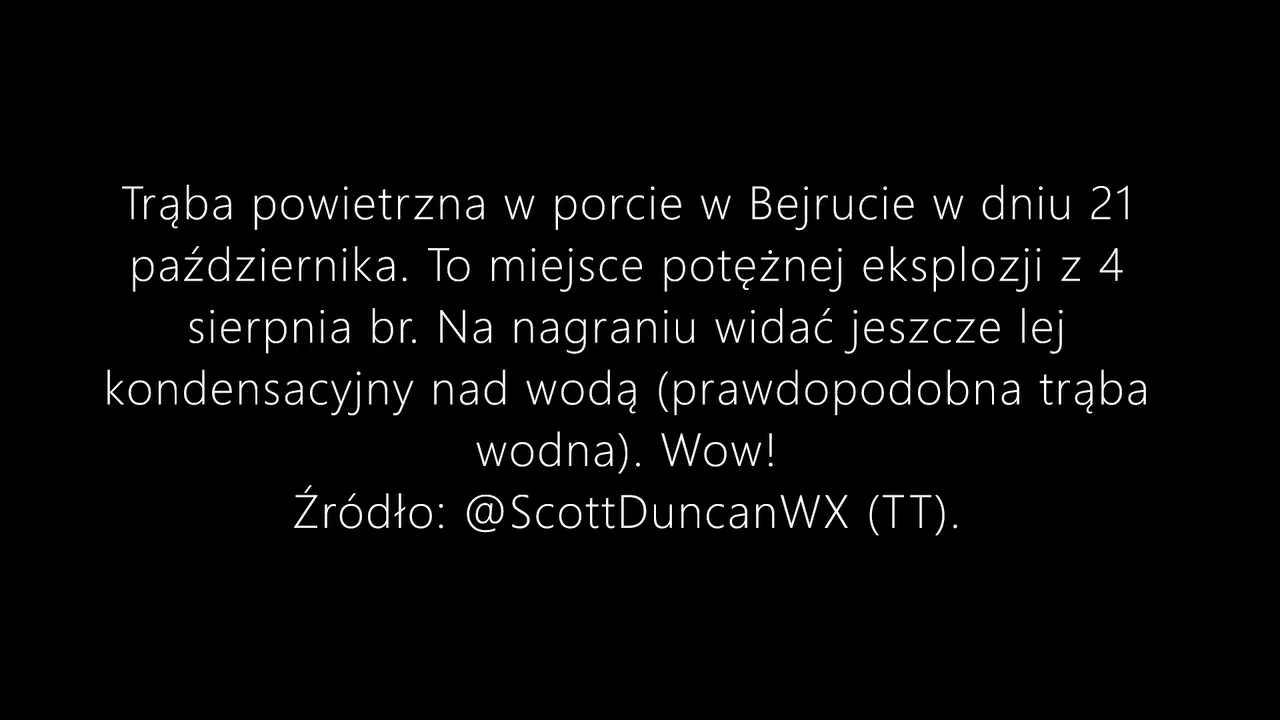 Trąba powietrzna w porcie w Bejrucie w dniu 21
października. To miejsce potężnej eksplozji z 4
sierpnia br. Na nagraniu widać jeszcze lej
kondensacyjny nad wodą (prawdopodobna trąba
wodna). Wow!
Źródło: @ScottDuncanWX (TT).